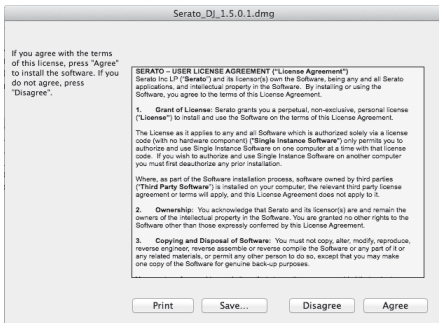 Serato_DJ_1.5.0.1.dmg
If you agree with the terms
of this license, press "Agree"
to install the software. If you
do not agree, press
"Disagree".
SERATO – USER LICENSE AGREEMENT ("License Agreement")
Serato Inc LP ("Serato") and its licensor(s) own the Software, being any and all Serato
applications, and intellectual property in the Software. By installing or using the
Software, you agree to the terms of this License Agreement.
1. Grant of License: Serato grants you a perpetual, non-exclusive, personal license
("License") to install and use the Software on the terms of this License Agreement.
The License as it applies to any and all Software which is authorized solely via a license
code (with no hardware component) ("Single Instance Software") only permits you to
authorize and use Single Instance Software on one computer at a time with that license
code. If you wish to authorize and use Single Instance Software on another computer
you must first deauthorize any prior installation.
Where, as part of the Software installation process, software owned by third parties
("Third Party Software") is installed on your computer, the relevant third party license
agreement or terms will apply, and this License Agreement does not apply to it.
2. Ownership: You acknowledge that Serato and its licensor(s) are and remain the
owners of the intellectual property in the Software. You are granted no other rights to the
Software other than those expressly conferred by this License Agreement.
3. Copying and Disposal of Software: You must not copy, alter, modify, reproduce,
reverse engineer, reverse assemble or reverse compile the Software or any part of it or
any related materials, or permit any other person to do so, except that you may make
one copy of the Software for genuine back-up purposes.
Print Save... Disagree Agree